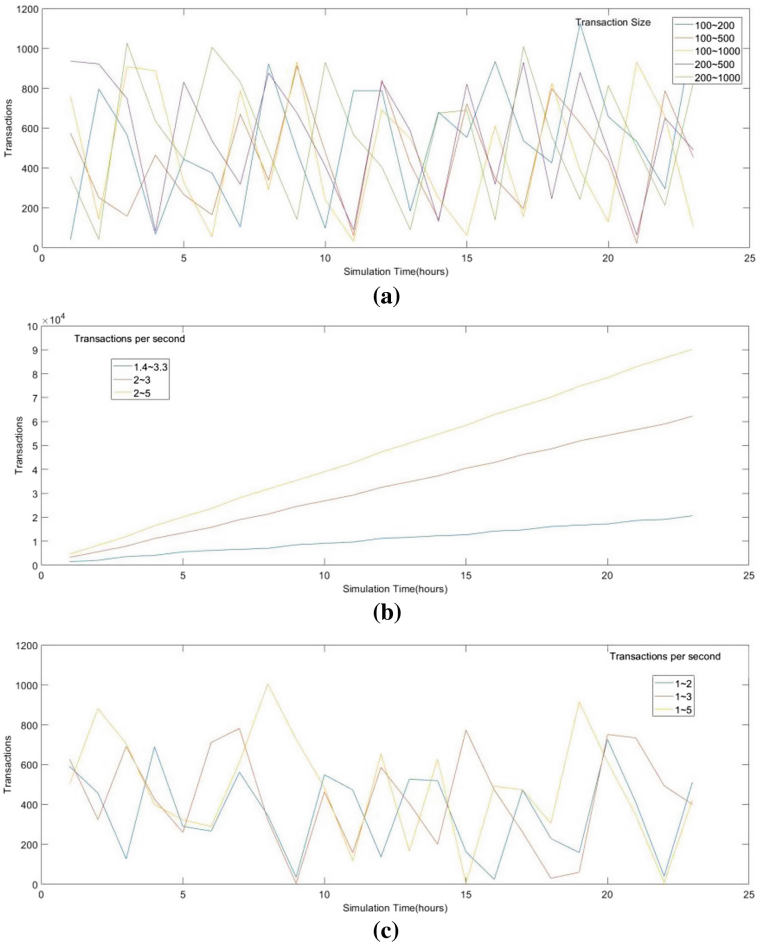 1200
1000
800
600
400
200
0
Transactions
Transaction Size
100~200
100~500
100~1000
200~500
200~1000
0 5 10 15 20 25
Simulation Time(hours)
(a)
×10^4
10
9
8
7
6
5
4
3
2
1
0
Transactions
Transactions per second
1.4~3.3
2~3
2~5
0 5 10 15 20 25
Simulation Time(hours)
(b)
1200
1000
800
600
400
200
0
Transactions
Transactions per second
1~2
1~3
1~5
0 5 10 15 20 25
Simulation Time(hours)
(c)